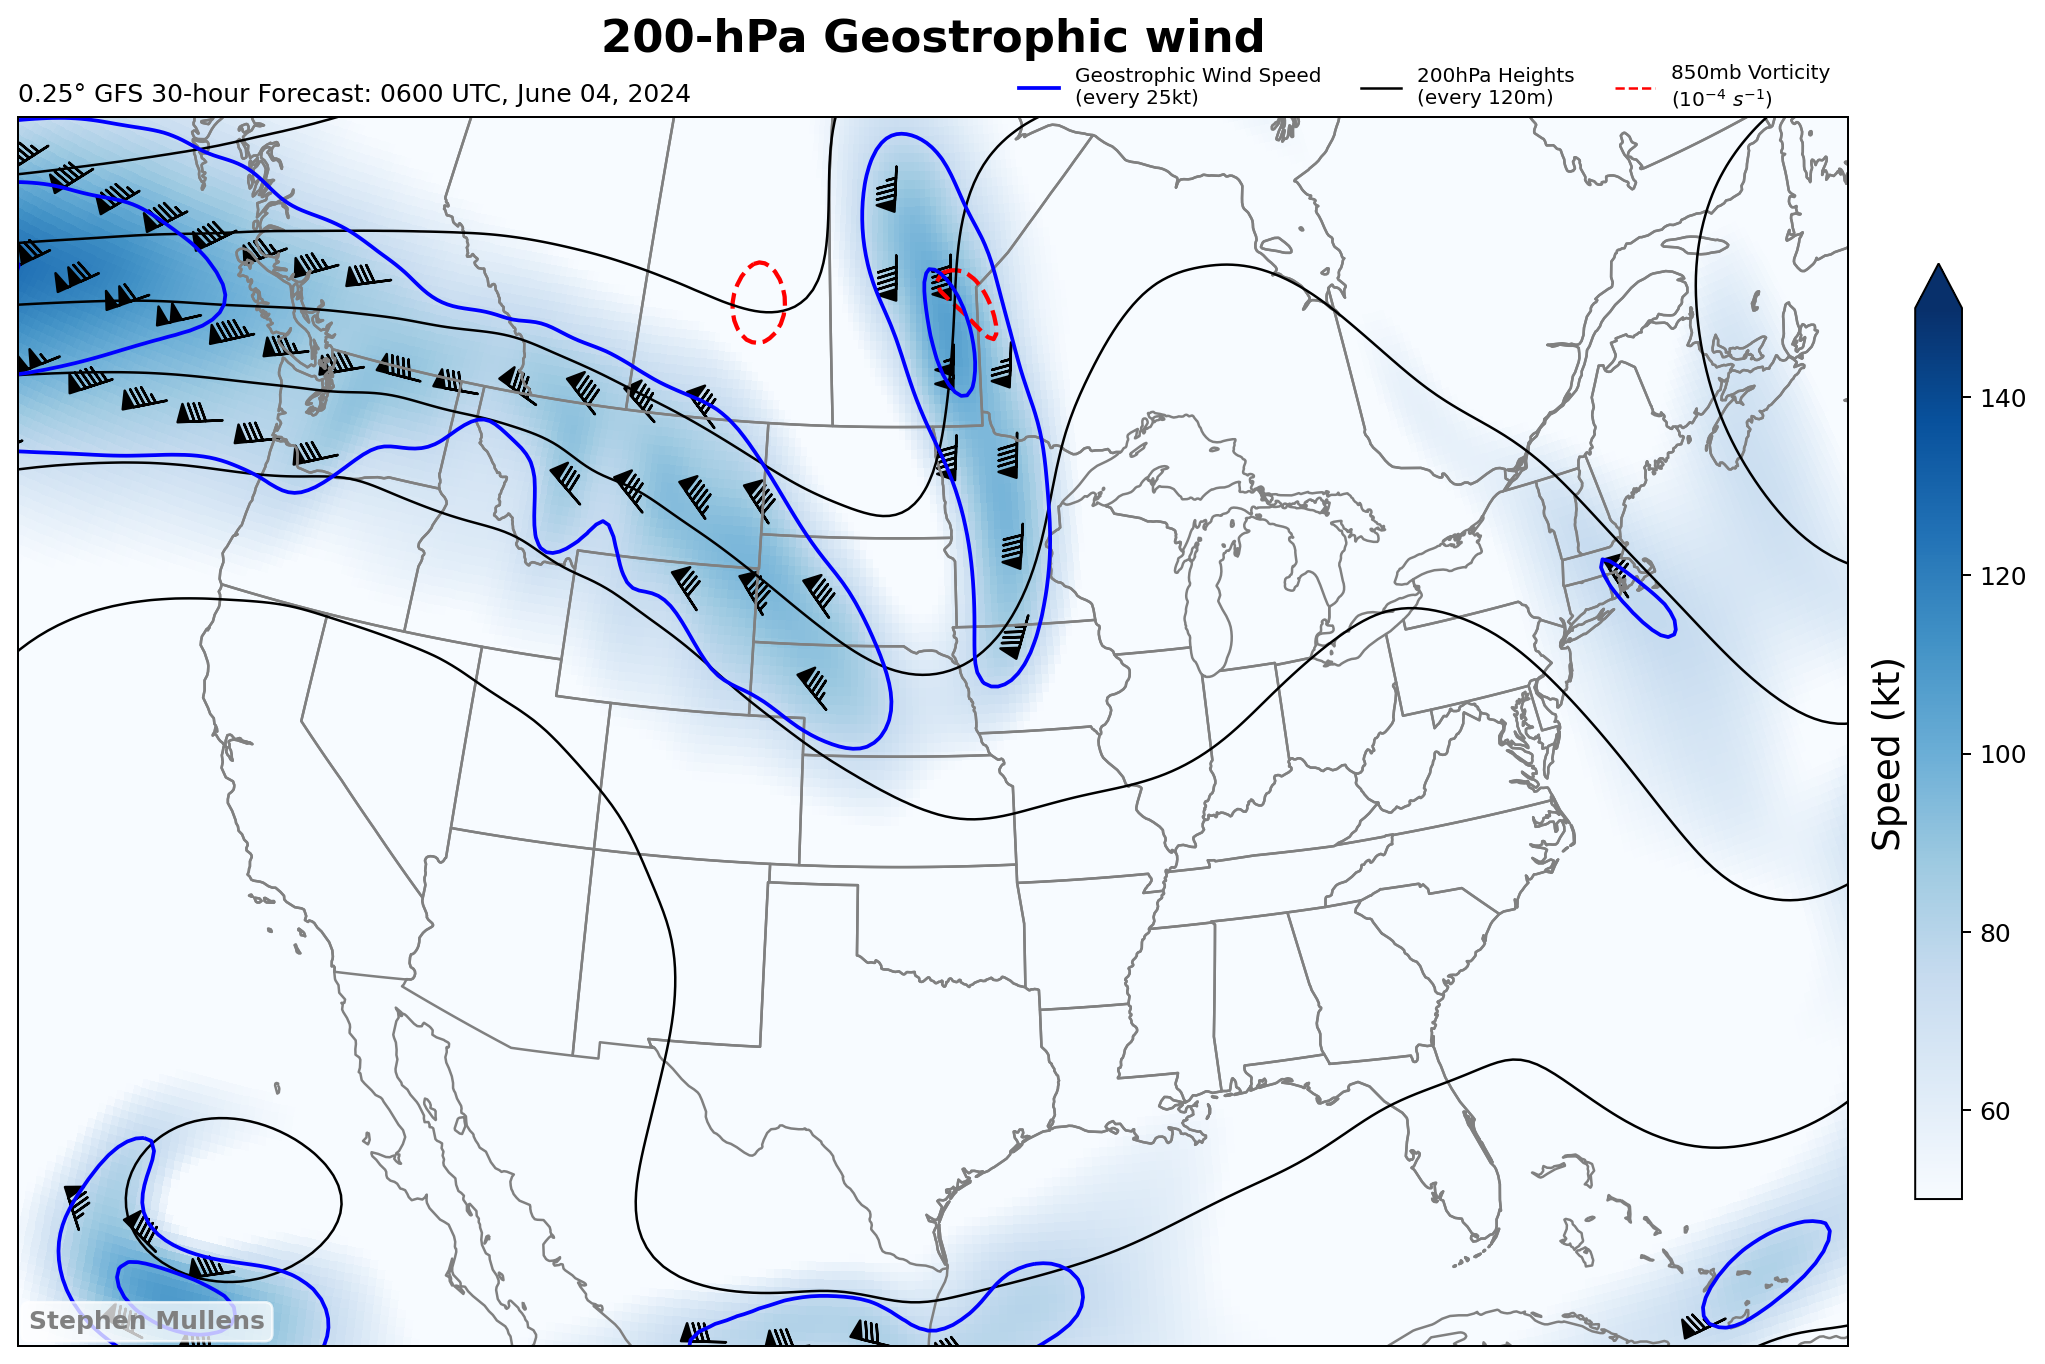 200-hPa Geostrophic wind
0.25° GFS 30-hour Forecast: 0600 UTC, June 04, 2024
Geostrophic Wind Speed
(every 25kt)
200hPa Heights
(every 120m)
850mb Vorticity
(10⁻⁴ s⁻¹)
140
120
100
80
60
Speed (kt)
Stephen Mullens